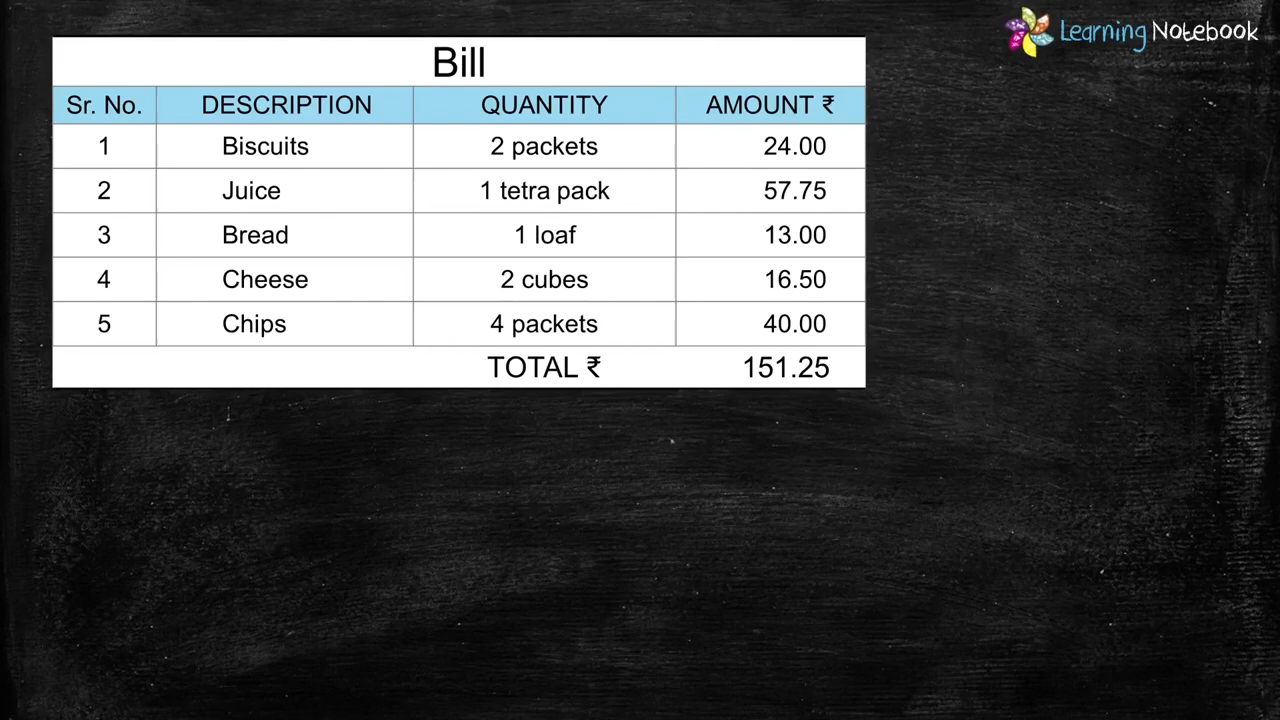 Learning Notebook
Bill
Sr. No. DESCRIPTION QUANTITY AMOUNT ₹
1 Biscuits 2 packets 24.00
2 Juice 1 tetra pack 57.75
3 Bread 1 loaf 13.00
4 Cheese 2 cubes 16.50
5 Chips 4 packets 40.00
TOTAL ₹ 151.25